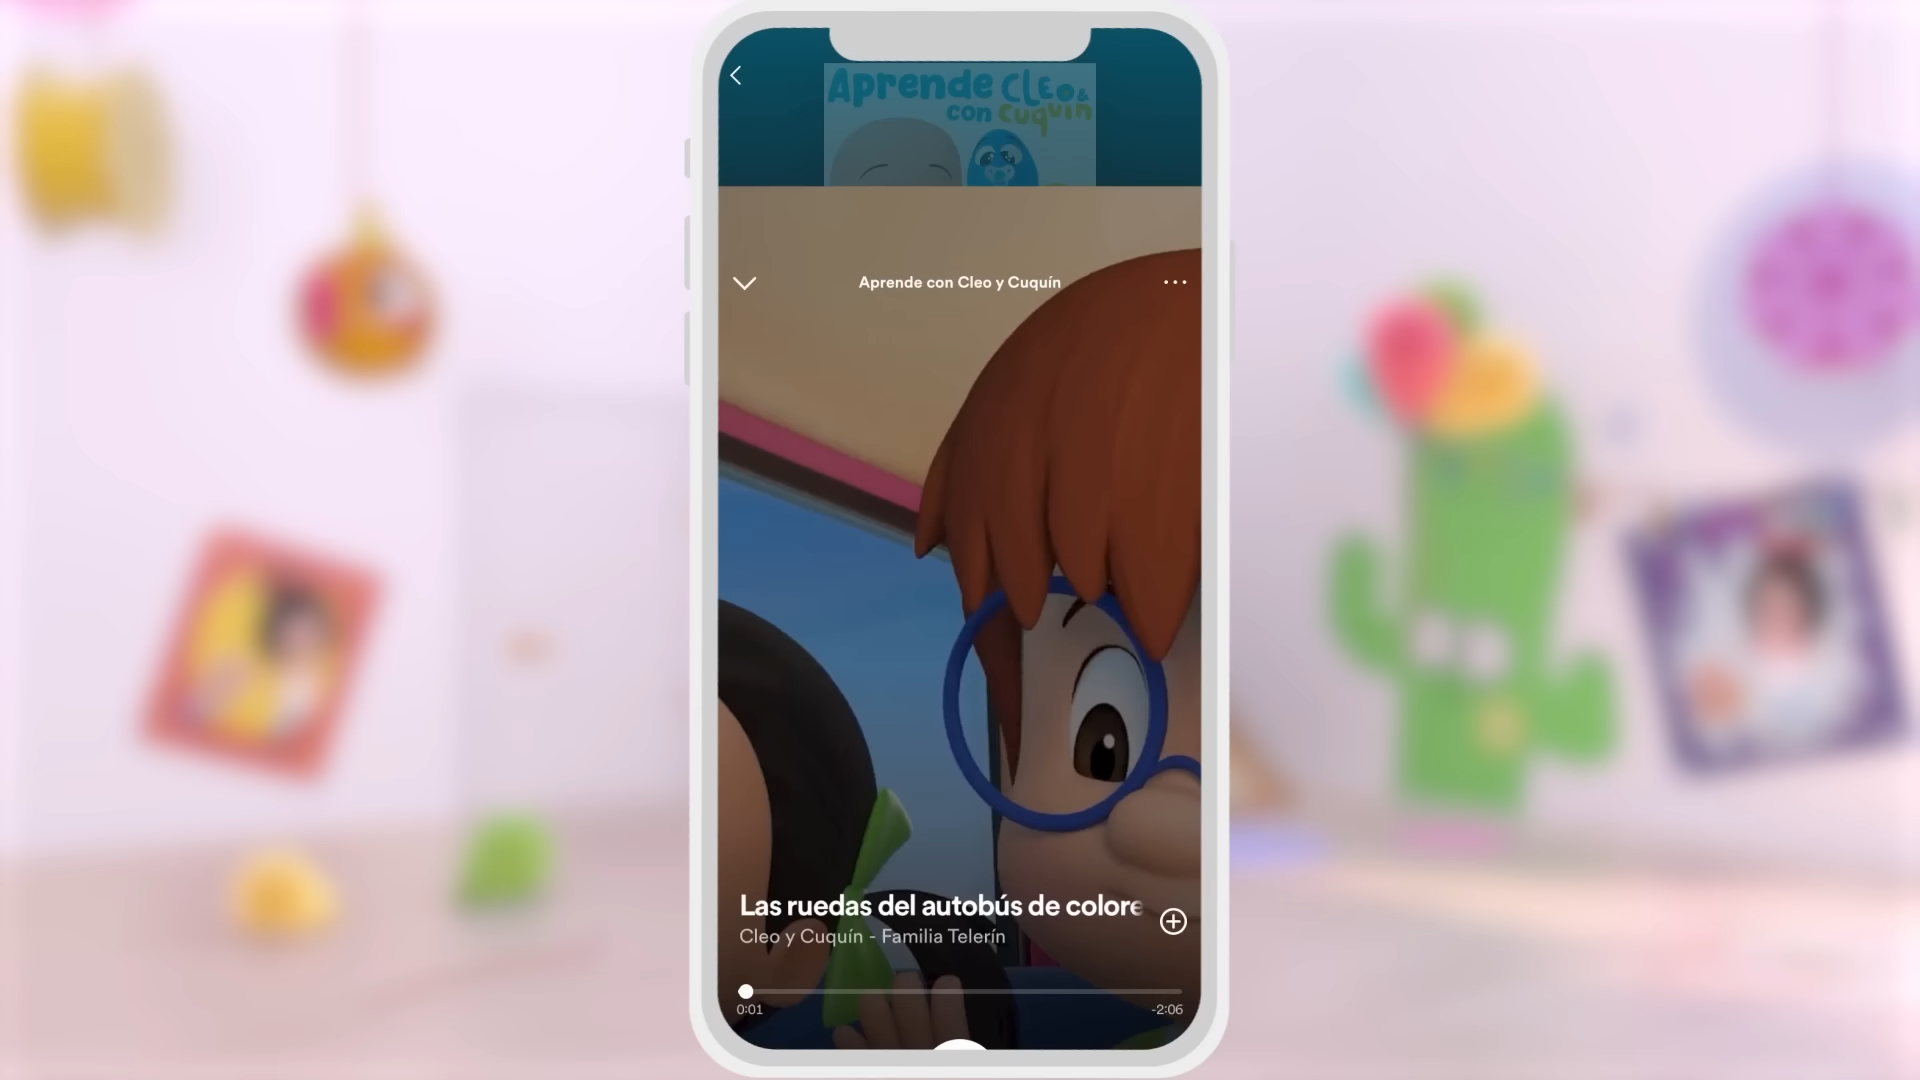 Aprende CLEO &
con cuquín
Aprende con Cleo y Cuquín
Las ruedas del autobús de colore
Cleo y Cuquín - Familia Telerín
0:01
-2:06